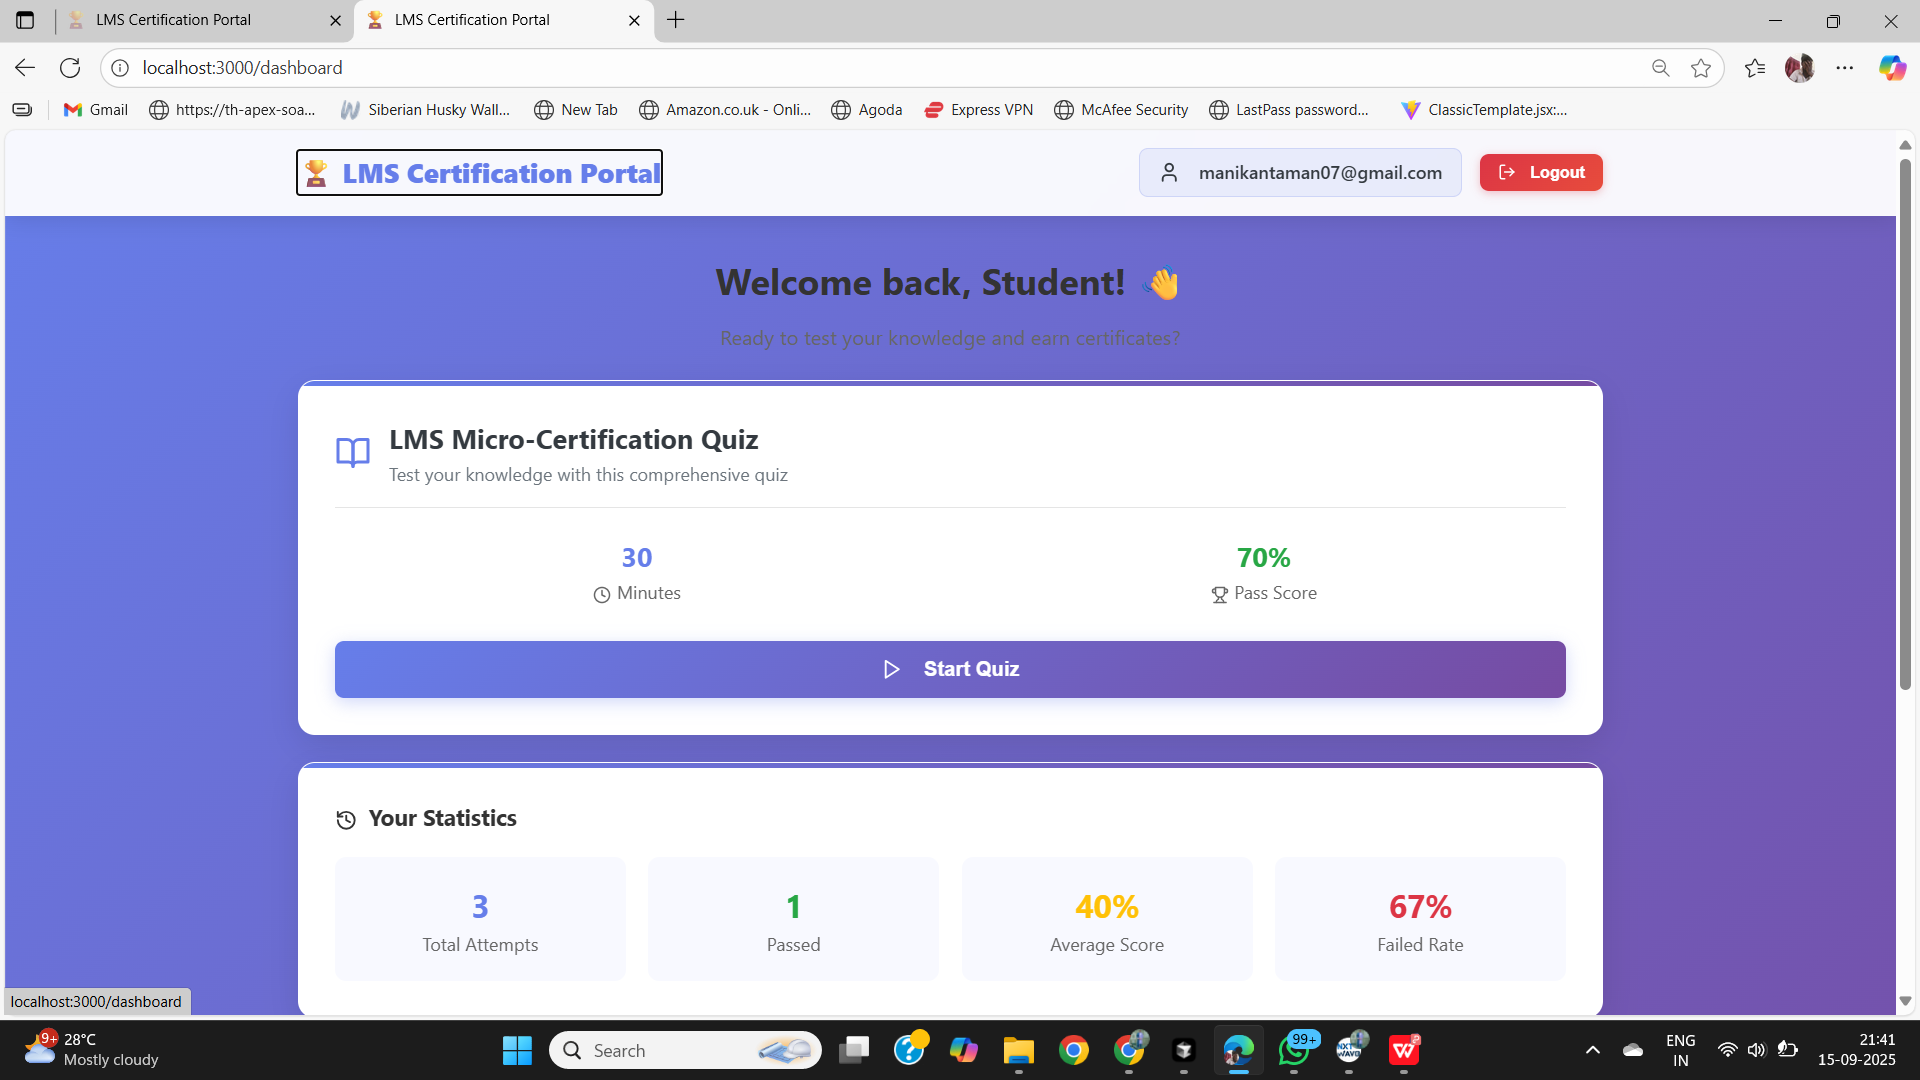 LMS Certification Portal
LMS Certification Portal
localhost:3000/dashboard
Gmail
https://th-apex-soa...
Siberian Husky Wall...
New Tab
Amazon.co.uk - Onli...
Agoda
Express VPN
McAfee Security
LastPass password...
ClassicTemplate.jsx:...
🏆 LMS Certification Portal
manikantaman07@gmail.com
Logout
Welcome back, Student! 👋
Ready to test your knowledge and earn certificates?
LMS Micro-Certification Quiz
Test your knowledge with this comprehensive quiz
30
Minutes
70%
Pass Score
Start Quiz
Your Statistics
3
Total Attempts
1
Passed
40%
Average Score
67%
Failed Rate
localhost:3000/dashboard
9+
28°C
Mostly cloudy
Search
99+
NXT
WAVE
W
ENG
IN
21:41
15-09-2025